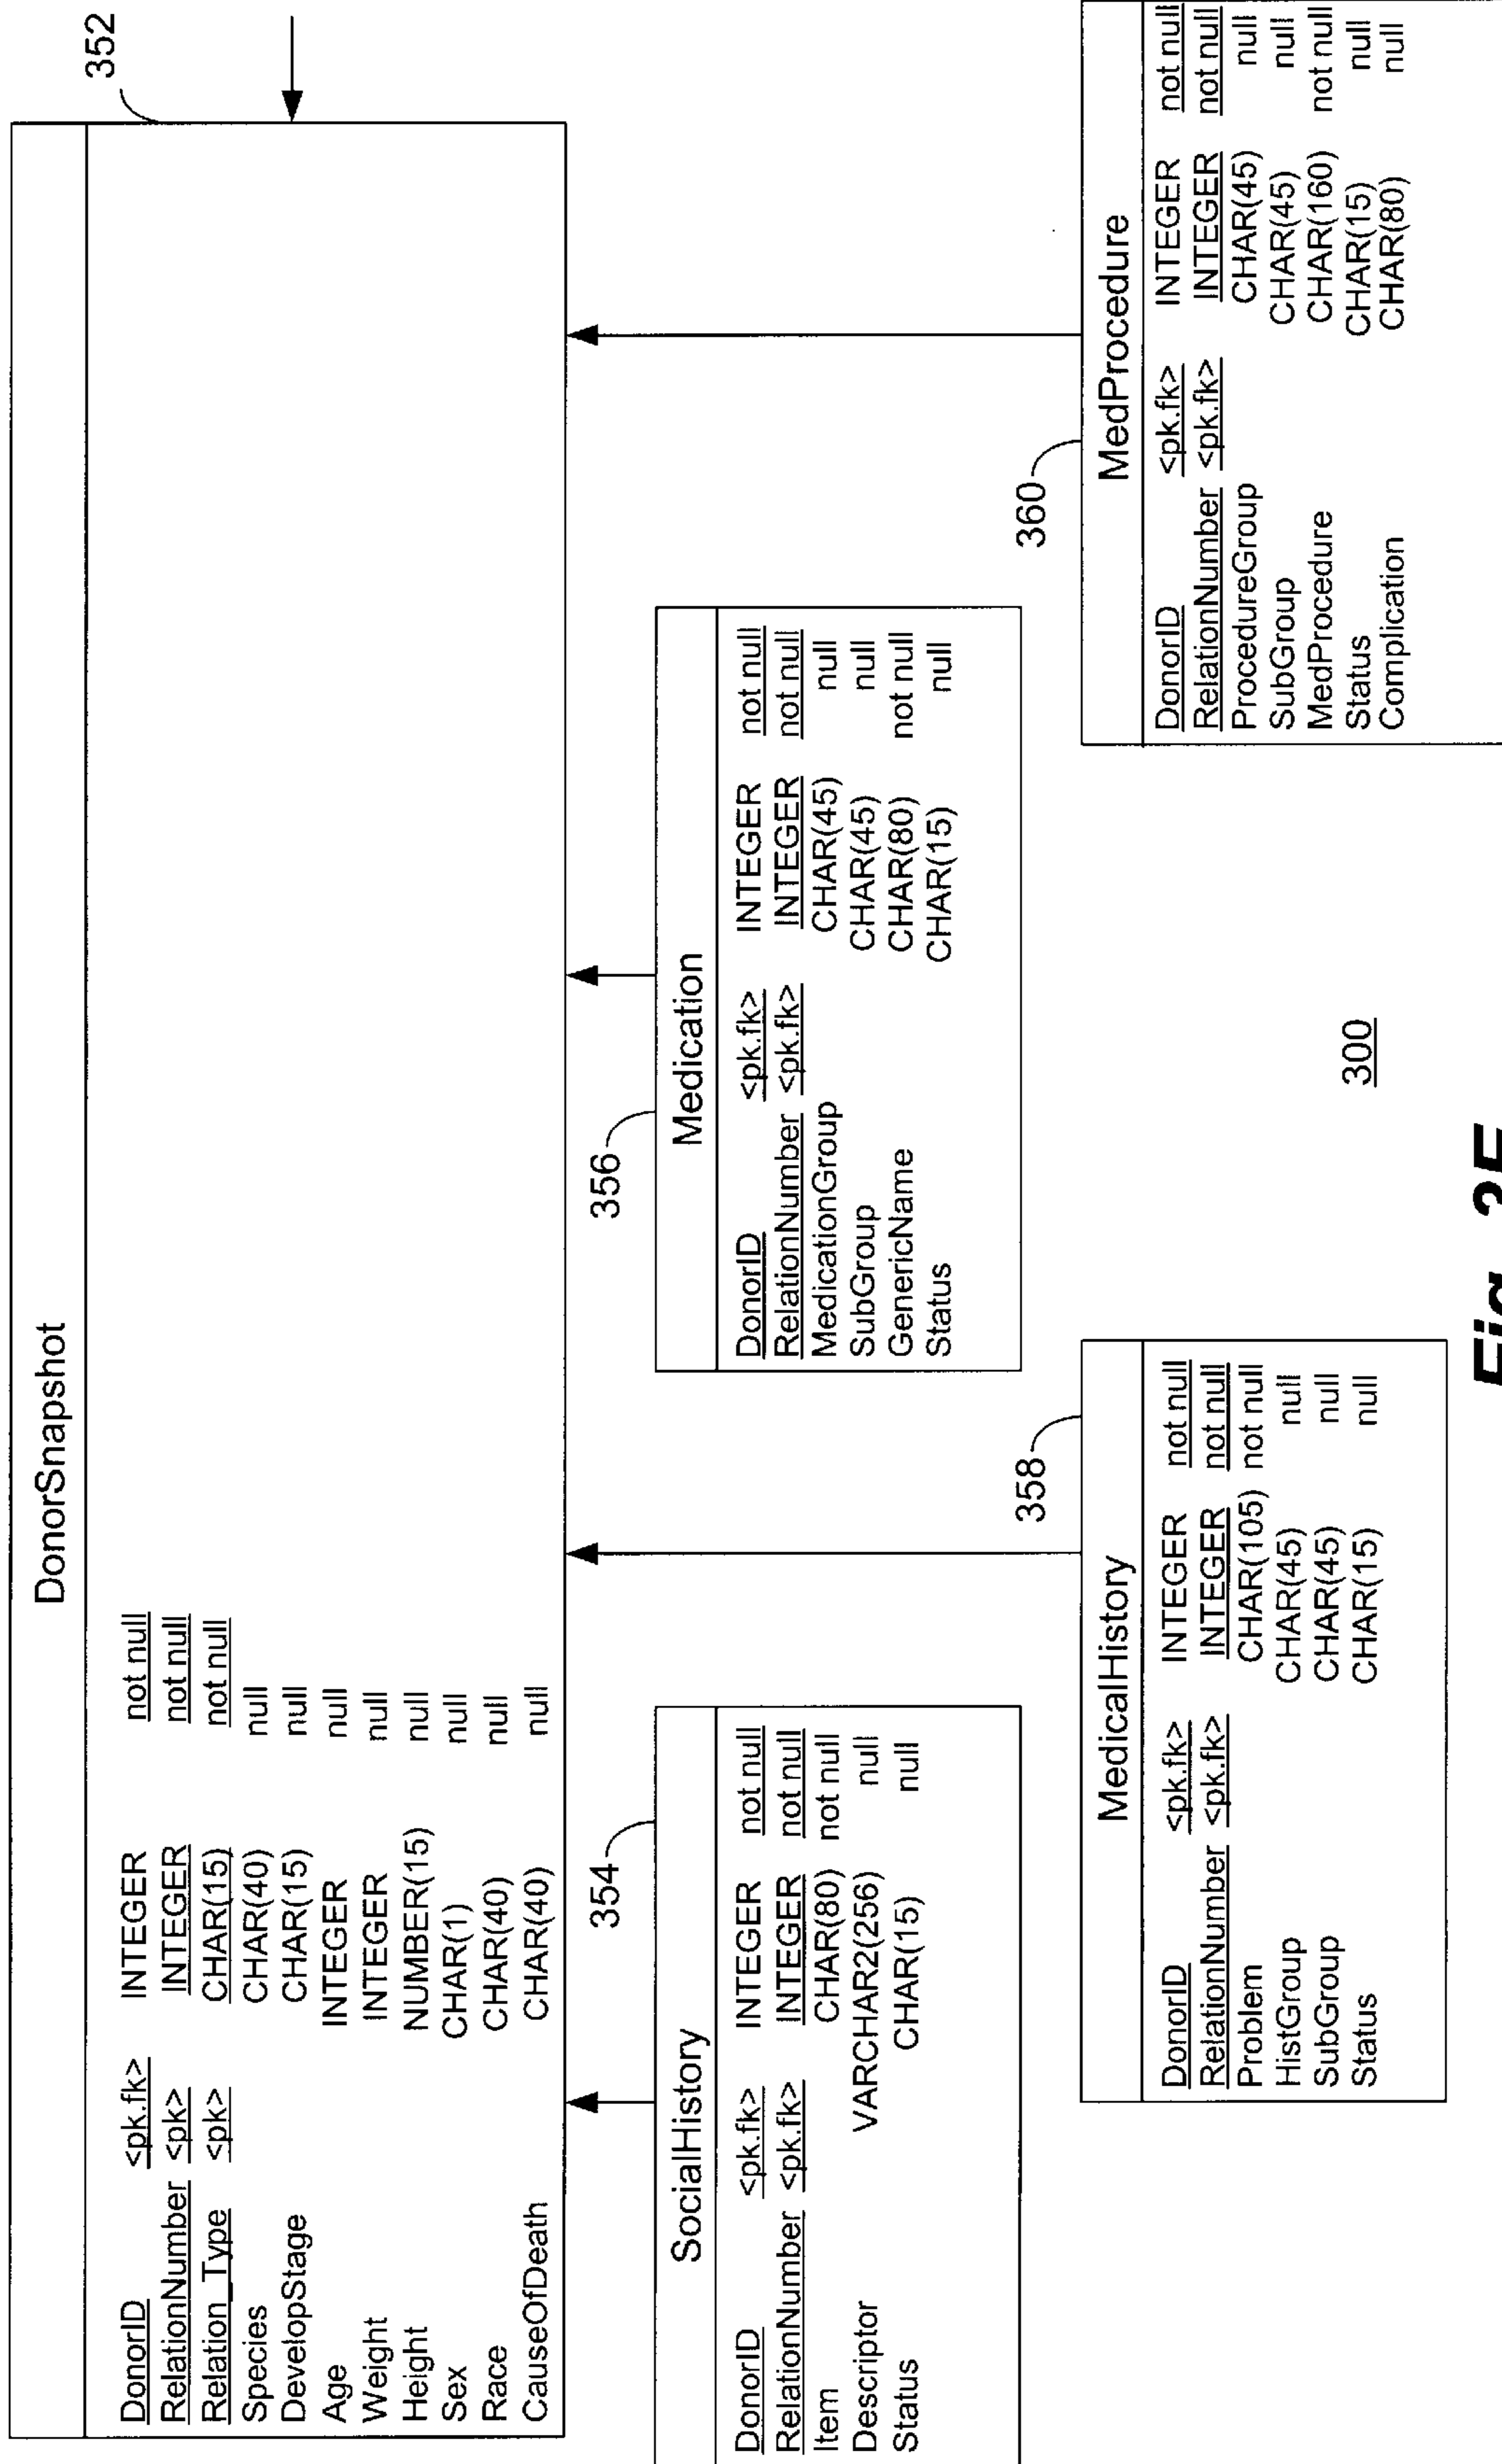 DonorSnapshot
352
DonorID <pk.fk> INTEGER not null
RelationNumber <pk> INTEGER not null
Relation_Type <pk> CHAR(15) not null
Species CHAR(40) null
DevelopStage CHAR(15) null
Age INTEGER null
Weight INTEGER null
Height NUMBER(15) null
Sex CHAR(1) null
Race CHAR(40) null
CauseOfDeath CHAR(40) null
354
SocialHistory
DonorID <pk.fk> INTEGER not null
RelationNumber <pk.fk> INTEGER not null
Item CHAR(80) not null
Descriptor VARCHAR2(256) null
Status CHAR(15) null
356
Medication
DonorID <pk.fk> INTEGER not null
RelationNumber <pk.fk> INTEGER not null
MedicationGroup CHAR(45) null
SubGroup CHAR(45) null
GenericName CHAR(80) not null
Status CHAR(15) null
358
MedicalHistory
DonorID <pk.fk> INTEGER not null
RelationNumber <pk.fk> INTEGER not null
Problem CHAR(105) not null
HistGroup CHAR(45) null
SubGroup CHAR(45) null
Status CHAR(15) null
360
MedProcedure
DonorID <pk.fk> INTEGER not null
RelationNumber <pk.fk> INTEGER not null
ProcedureGroup CHAR(45) null
SubGroup CHAR(45) null
MedProcedure CHAR(160) not null
Status CHAR(15) null
Complication CHAR(80) null
300
Fig.